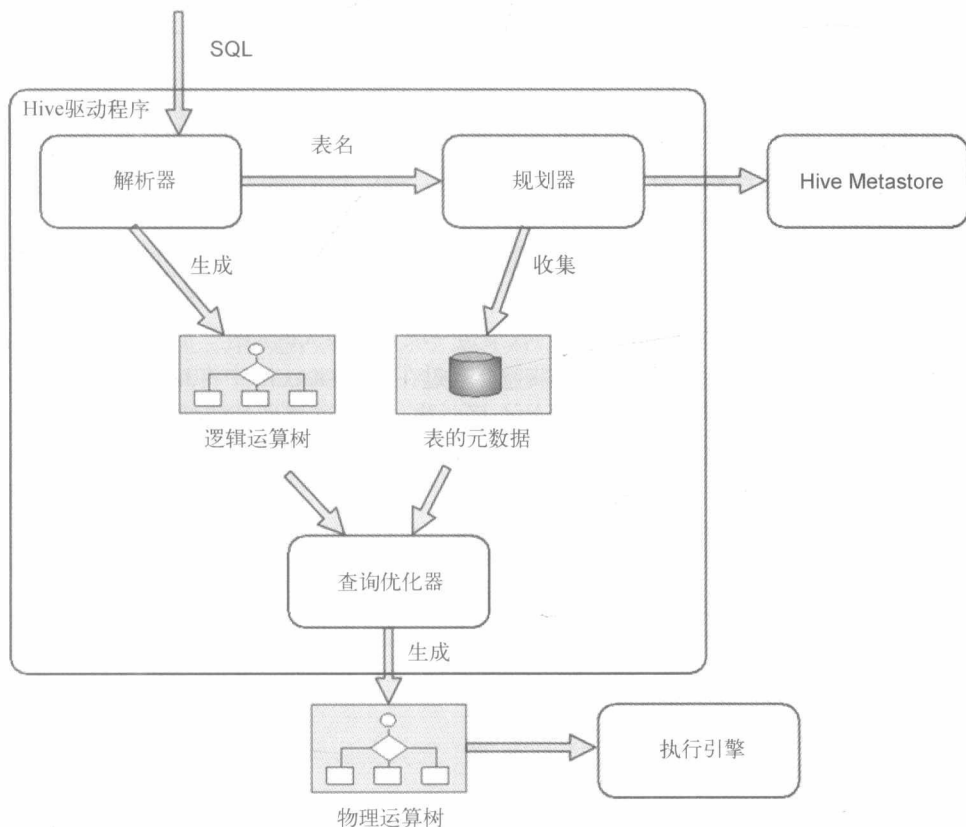 SQL
Hive驱动程序
解析器
表名
规划器
Hive Metastore
生成
收集
逻辑运算树
表的元数据
查询优化器
生成
物理运算树
执行引擎